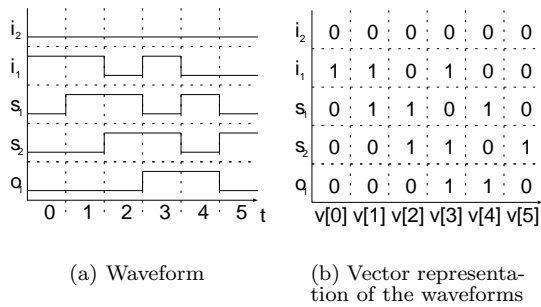 i2
i1
s1
s2
o1
0 1 2 3 4 5 t
(a) Waveform
i2 0 0 0 0 0 0
i1 1 1 0 1 0 0
s1 0 1 1 0 1 0
s2 0 0 1 1 0 1
o1 0 0 0 1 1 0
v[0] v[1] v[2] v[3] v[4] v[5]
(b) Vector representa-
tion of the waveforms